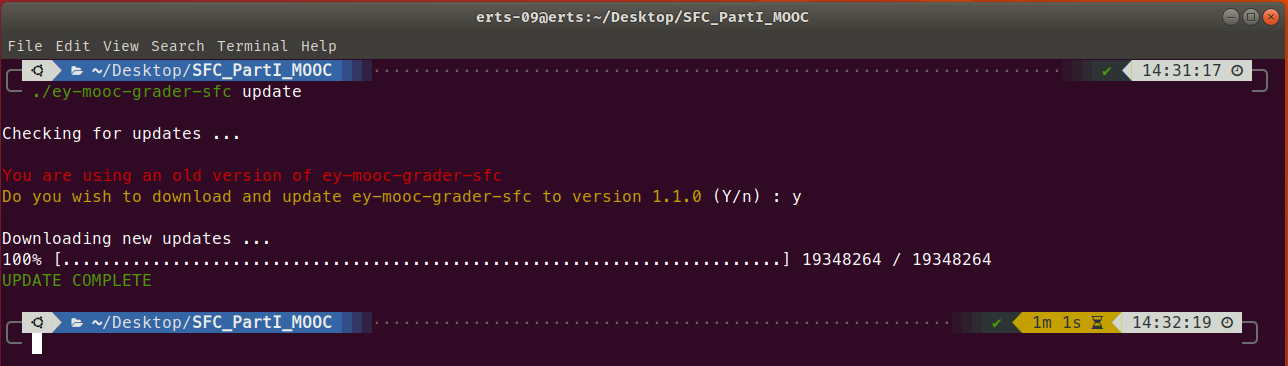 erts-09@erts:~/Desktop/SFC_PartI_MOOC
File Edit View Search Terminal Help
~/Desktop/SFC_PartI_MOOC ✔ 14:31:17
./ey-mooc-grader-sfc update
Checking for updates ...
You are using an old version of ey-mooc-grader-sfc
Do you wish to download and update ey-mooc-grader-sfc to version 1.1.0 (Y/n) : y
Downloading new updates ...
100% [........................................................................] 19348264 / 19348264
UPDATE COMPLETE
~/Desktop/SFC_PartI_MOOC ✔ 1m 1s 14:32:19